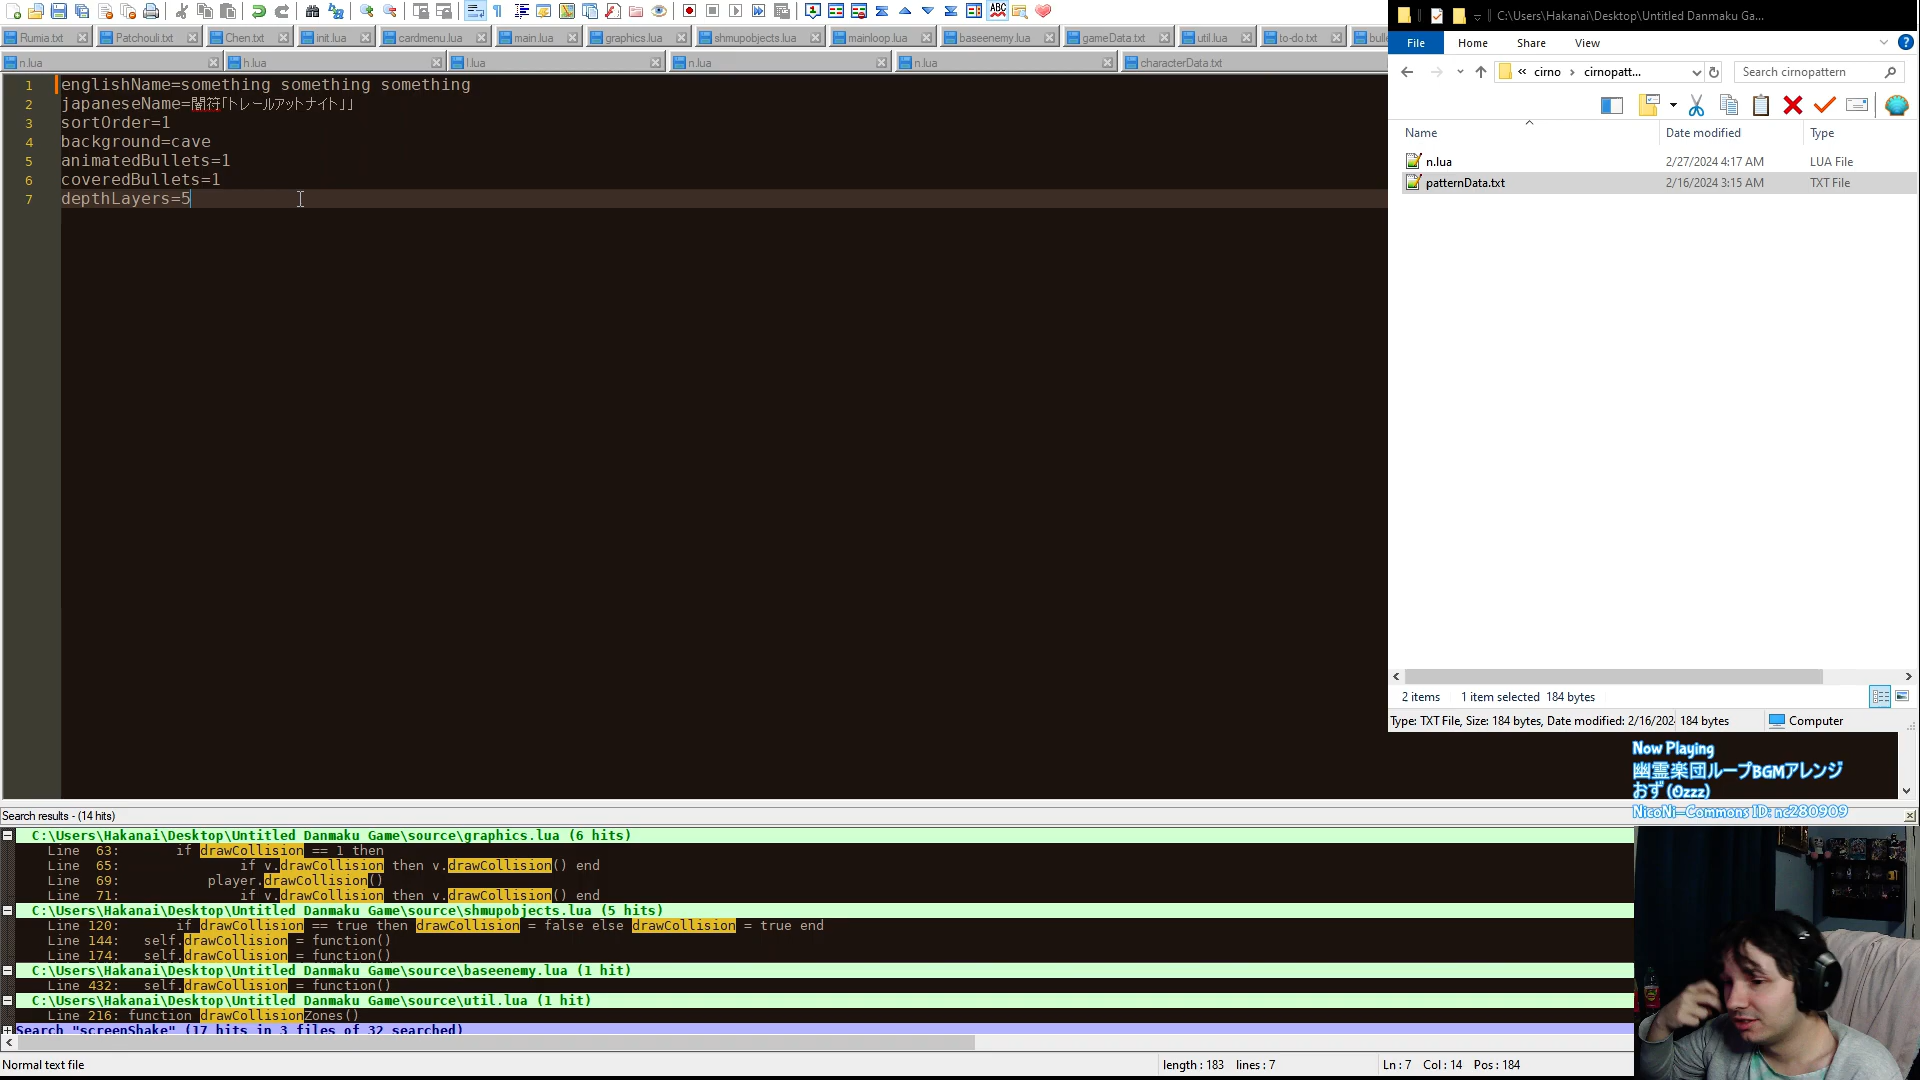 C:\Users\Hakanai\Desktop\Untitled Danmaku Ga...
File Home Share View
Rumia.txt Patchouli.txt Chen.txt init.lua cardmenu.lua main.lua graphics.lua shmupobjects.lua mainloop.lua baseenemy.lua gameData.txt util.lua to-do.txt
n.lua h.lua l.lua n.lua n.lua characterData.txt
« cirno › cirnopatt... Search cirnopattern
1 englishName=something something something
2 japaneseName=闇符「トレールアットナイト」」
3 sortOrder=1
4 background=cave
5 animatedBullets=1
6 coveredBullets=1
7 depthLayers=5
Name Date modified Type
n.lua 2/27/2024 4:17 AM LUA File
patternData.txt 2/16/2024 3:15 AM TXT File
2 items 1 item selected 184 bytes
Type: TXT File, Size: 184 bytes, Date modified: 2/16/202 184 bytes Computer
Now Playing
幽霊楽団ループBGMアレンジ
おず (Ozzz)
NicoNi-Commons ID: nc280909
Search results - (14 hits)
C:\Users\Hakanai\Desktop\Untitled Danmaku Game\source\graphics.lua (6 hits)
Line 63: if drawCollision == 1 then
Line 65: if v.drawCollision then v.drawCollision() end
Line 69: player.drawCollision()
Line 71: if v.drawCollision then v.drawCollision() end
C:\Users\Hakanai\Desktop\Untitled Danmaku Game\source\shmupobjects.lua (5 hits)
Line 120: if drawCollision == true then drawCollision = false else drawCollision = true end
Line 144: self.drawCollision = function()
Line 174: self.drawCollision = function()
C:\Users\Hakanai\Desktop\Untitled Danmaku Game\source\baseenemy.lua (1 hit)
Line 432: self.drawCollision = function()
C:\Users\Hakanai\Desktop\Untitled Danmaku Game\source\util.lua (1 hit)
Line 216: function drawCollisionZones()
Search "screenShake" (17 hits in 3 files of 32 searched)
Normal text file length : 183 lines : 7 Ln : 7 Col : 14 Pos : 184